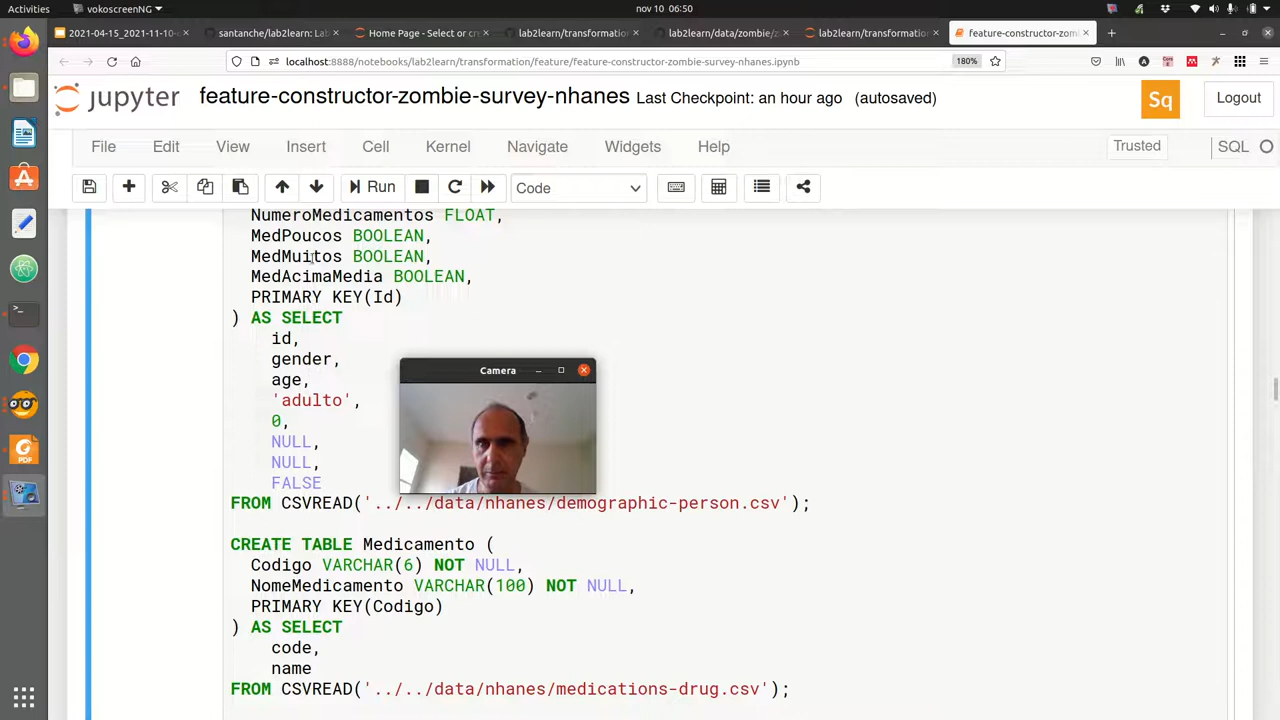 Activities
vokoscreenNG
nov 10 06:50
2021-04-15_2021-11-10-
santanche/lab2learn: Lab
Home Page - Select or cr
lab2learn/transformatio
lab2learn/data/zombie/z
lab2learn/transformation
feature-constructor-zom
localhost:8888/notebooks/lab2learn/transformation/feature/feature-constructor-zombie-survey-nhanes.ipynb
180%
jupyter
feature-constructor-zombie-survey-nhanes Last Checkpoint: an hour ago (autosaved)
Sq
Logout
File Edit View Insert Cell Kernel Navigate Widgets Help
Trusted
SQL
Run
Code
NumeroMedicamentos FLOAT,
MedPoucos BOOLEAN,
MedMuitos BOOLEAN,
MedAcimaMedia BOOLEAN,
PRIMARY KEY(Id)
) AS SELECT
id,
gender,
age,
'adulto',
0,
NULL,
NULL,
FALSE
FROM CSVREAD('../../data/nhanes/demographic-person.csv');
Camera
CREATE TABLE Medicamento (
Codigo VARCHAR(6) NOT NULL,
NomeMedicamento VARCHAR(100) NOT NULL,
PRIMARY KEY(Codigo)
) AS SELECT
code,
name
FROM CSVREAD('../../data/nhanes/medications-drug.csv');
PDF